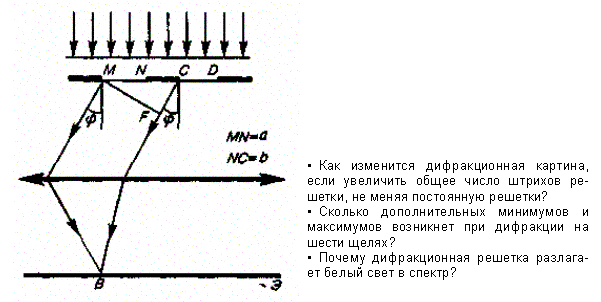 M N C D
φ F φ
MN=a
NC=b
B Э
• Как изменится дифракционная картина,
если увеличить общее число штрихов ре-
шетки, не меняя постоянную решетки?
• Сколько дополнительных минимумов и
максимумов возникнет при дифракции на
шести щелях?
• Почему дифракционная решетка разлага-
ет белый свет в спектр?